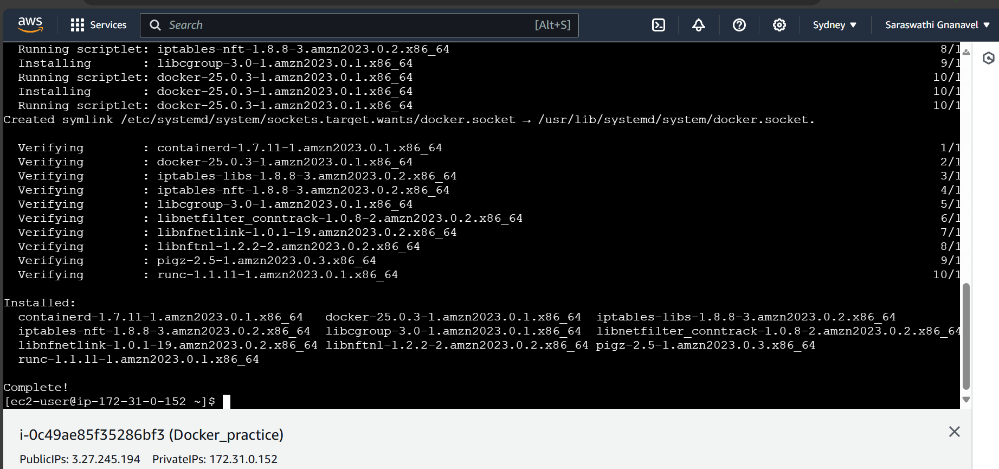 aws Services Search [Alt+S] Sydney Saraswathi Gnanavel
Running scriptlet: iptables-nft-1.8.8-3.amzn2023.0.2.x86_64 8/1
Installing : libcgroup-3.0-1.amzn2023.0.1.x86_64 9/1
Running scriptlet: docker-25.0.3-1.amzn2023.0.1.x86_64 10/1
Installing : docker-25.0.3-1.amzn2023.0.1.x86_64 10/1
Running scriptlet: docker-25.0.3-1.amzn2023.0.1.x86_64 10/1
Created symlink /etc/systemd/system/sockets.target.wants/docker.socket → /usr/lib/systemd/system/docker.socket.
Verifying : containerd-1.7.11-1.amzn2023.0.1.x86_64 1/1
Verifying : docker-25.0.3-1.amzn2023.0.1.x86_64 2/1
Verifying : iptables-libs-1.8.8-3.amzn2023.0.2.x86_64 3/1
Verifying : iptables-nft-1.8.8-3.amzn2023.0.2.x86_64 4/1
Verifying : libcgroup-3.0-1.amzn2023.0.1.x86_64 5/1
Verifying : libnetfilter_conntrack-1.0.8-2.amzn2023.0.2.x86_64 6/1
Verifying : libnfnetlink-1.0.1-19.amzn2023.0.2.x86_64 7/1
Verifying : libnftnl-1.2.2-2.amzn2023.0.2.x86_64 8/1
Verifying : pigz-2.5-1.amzn2023.0.3.x86_64 9/1
Verifying : runc-1.1.11-1.amzn2023.0.1.x86_64 10/1
Installed:
containerd-1.7.11-1.amzn2023.0.1.x86_64 docker-25.0.3-1.amzn2023.0.1.x86_64 iptables-libs-1.8.8-3.amzn2023.0.2.x86_64
iptables-nft-1.8.8-3.amzn2023.0.2.x86_64 libcgroup-3.0-1.amzn2023.0.1.x86_64 libnetfilter_conntrack-1.0.8-2.amzn2023.0.2.x86_64
libnfnetlink-1.0.1-19.amzn2023.0.2.x86_64 libnftnl-1.2.2-2.amzn2023.0.2.x86_64 pigz-2.5-1.amzn2023.0.3.x86_64
runc-1.1.11-1.amzn2023.0.1.x86_64
Complete!
[ec2-user@ip-172-31-0-152 ~]$
i-0c49ae85f35286bf3 (Docker_practice)
PublicIPs: 3.27.245.194 PrivateIPs: 172.31.0.152